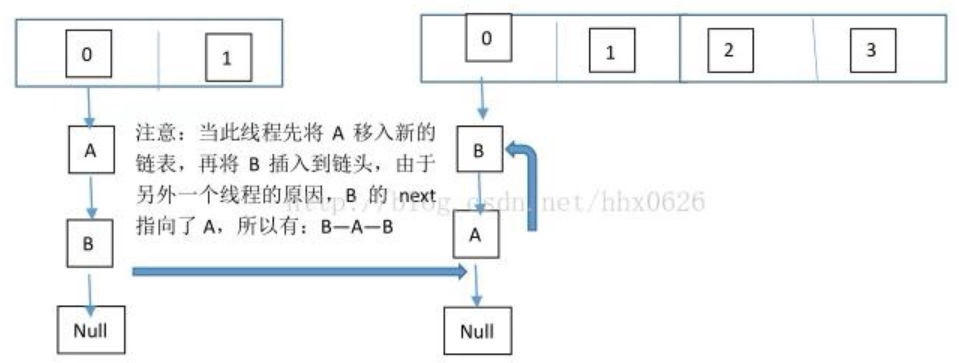 0
1
0
1
2
3
A
B
Null
注意：当此线程先将 A 移入新的
链表，再将 B 插入到链头，由于
另外一个线程的原因，B 的 next
指向了 A，所以有：B—A—B
http://blog.csdn.net/hhx0626
B
A
Null